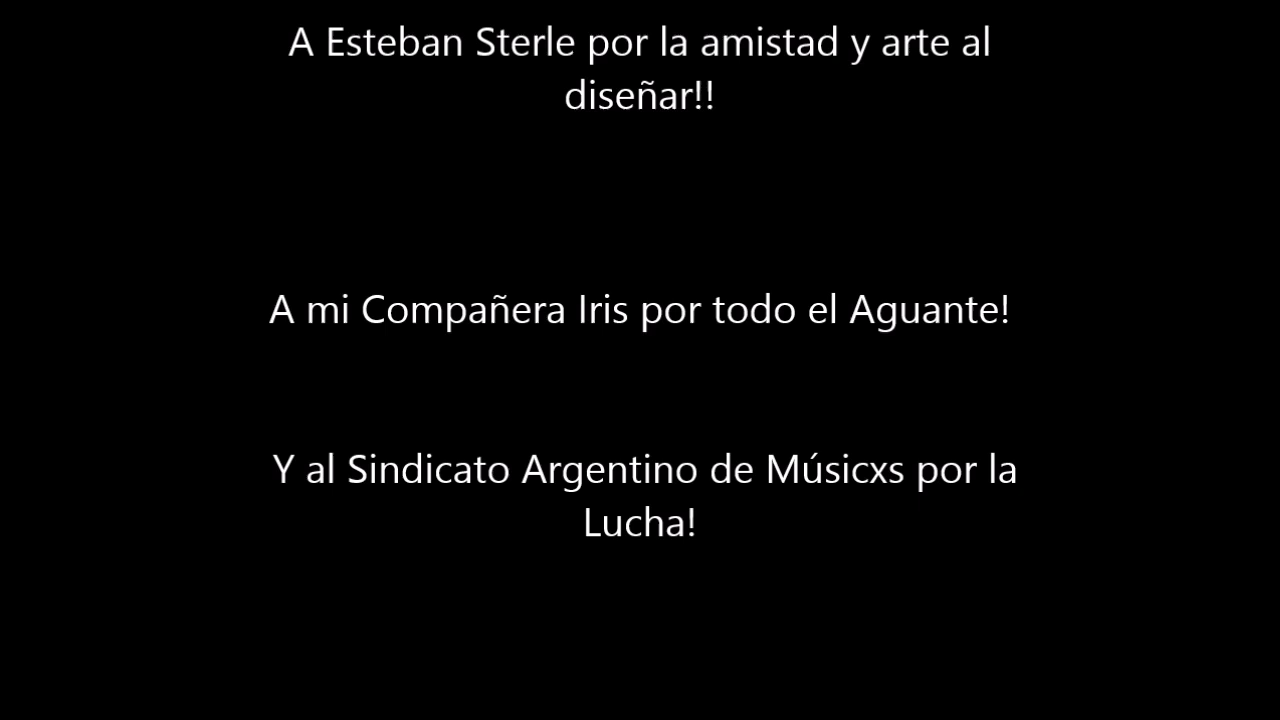 A Esteban Sterle por la amistad y arte al
diseñar!!
A mi Compañera Iris por todo el Aguante!
Y al Sindicato Argentino de Músicxs por la
Lucha!